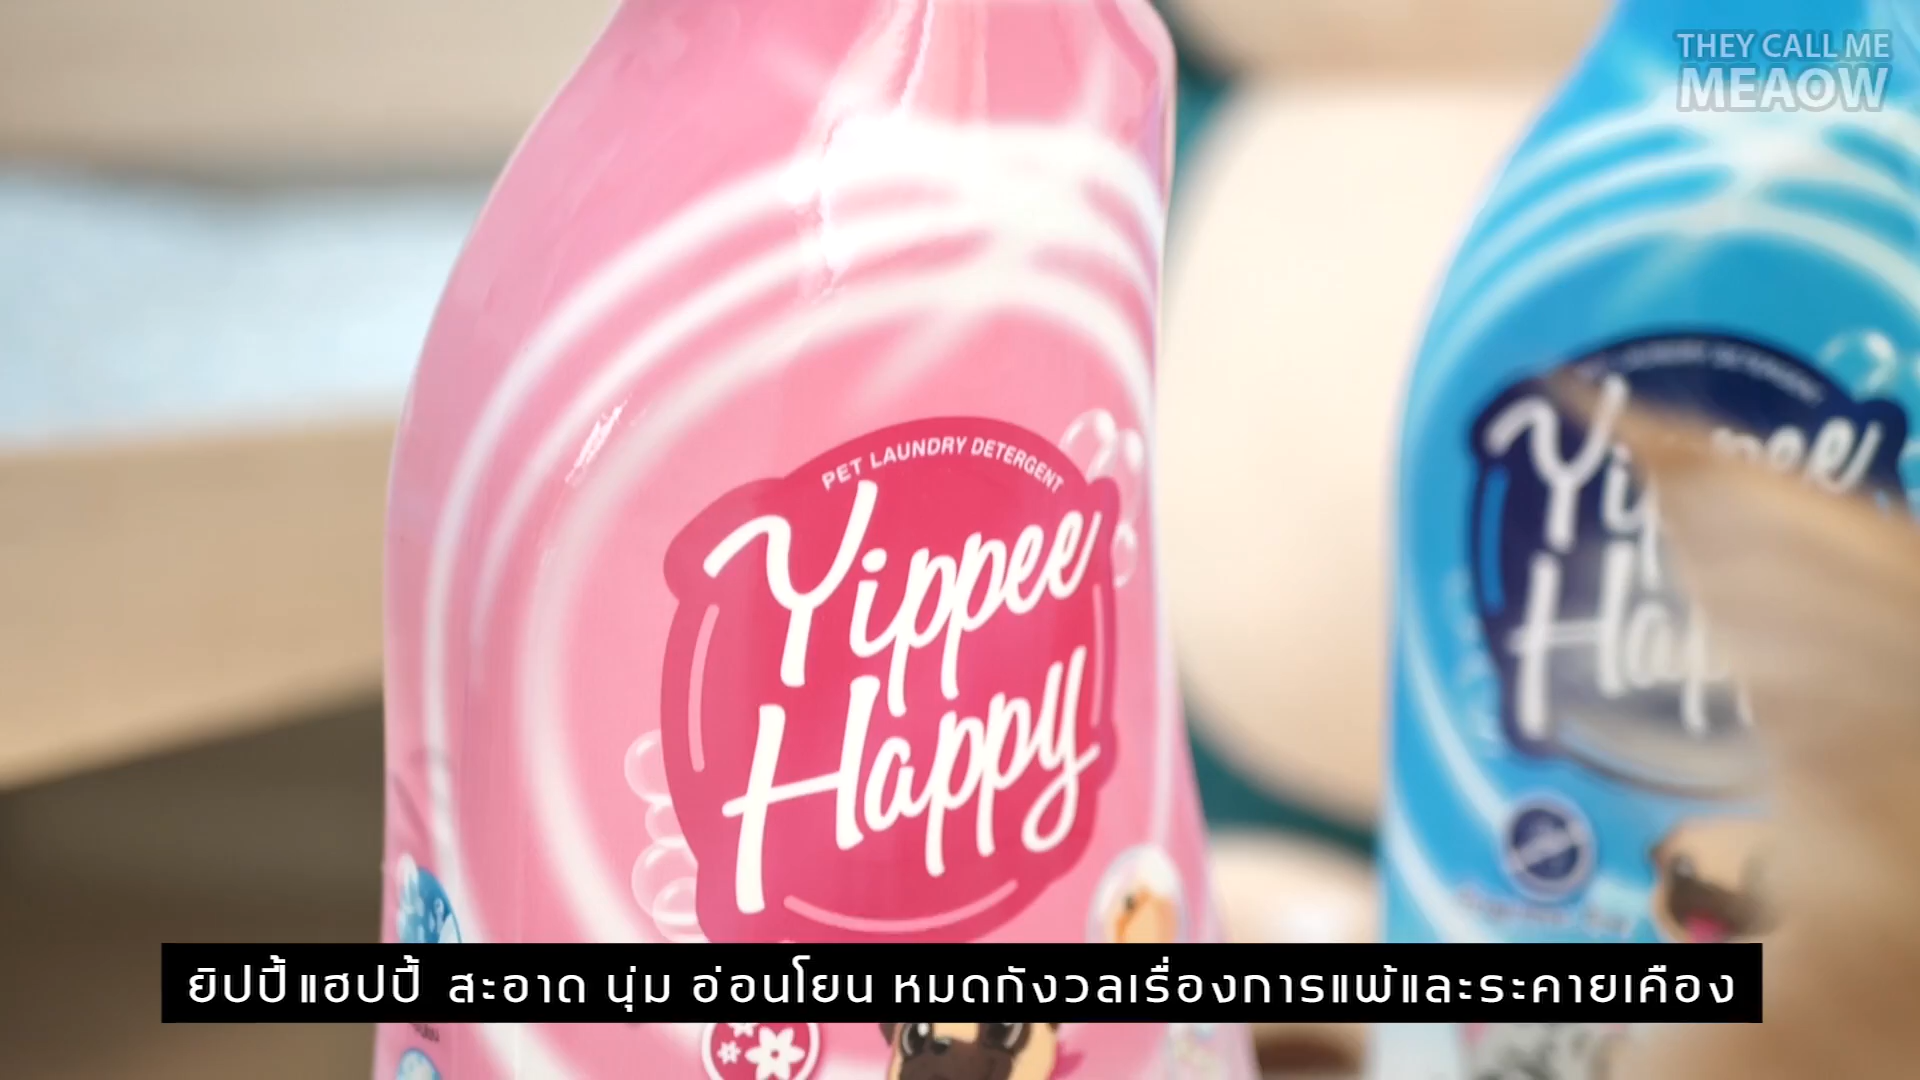 THEY CALL ME
MEAOW
PET LAUNDRY DETERGENT
Yippee
Happy
PET LAUNDRY DETERGENT
ยิปปี้ แฮปปี้ สะอาด นุ่ม อ่อนโยน หมดกังวลเรื่องการแพ้และระคายเคือง